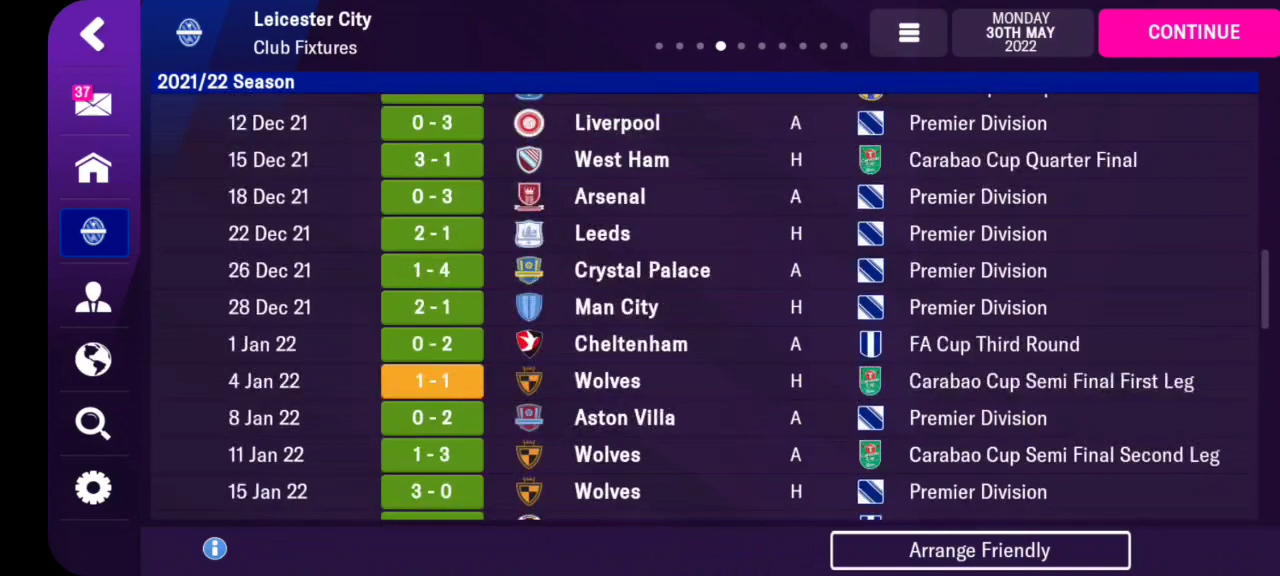 Leicester City
Club Fixtures
MONDAY
30TH MAY
2022
CONTINUE
37
2021/22 Season
12 Dec 21 0 - 3 Liverpool A Premier Division
15 Dec 21 3 - 1 West Ham H Carabao Cup Quarter Final
18 Dec 21 0 - 3 Arsenal A Premier Division
22 Dec 21 2 - 1 Leeds H Premier Division
26 Dec 21 1 - 4 Crystal Palace A Premier Division
28 Dec 21 2 - 1 Man City H Premier Division
1 Jan 22 0 - 2 Cheltenham A FA Cup Third Round
4 Jan 22 1 - 1 Wolves H Carabao Cup Semi Final First Leg
8 Jan 22 0 - 2 Aston Villa A Premier Division
11 Jan 22 1 - 3 Wolves A Carabao Cup Semi Final Second Leg
15 Jan 22 3 - 0 Wolves H Premier Division
Arrange Friendly